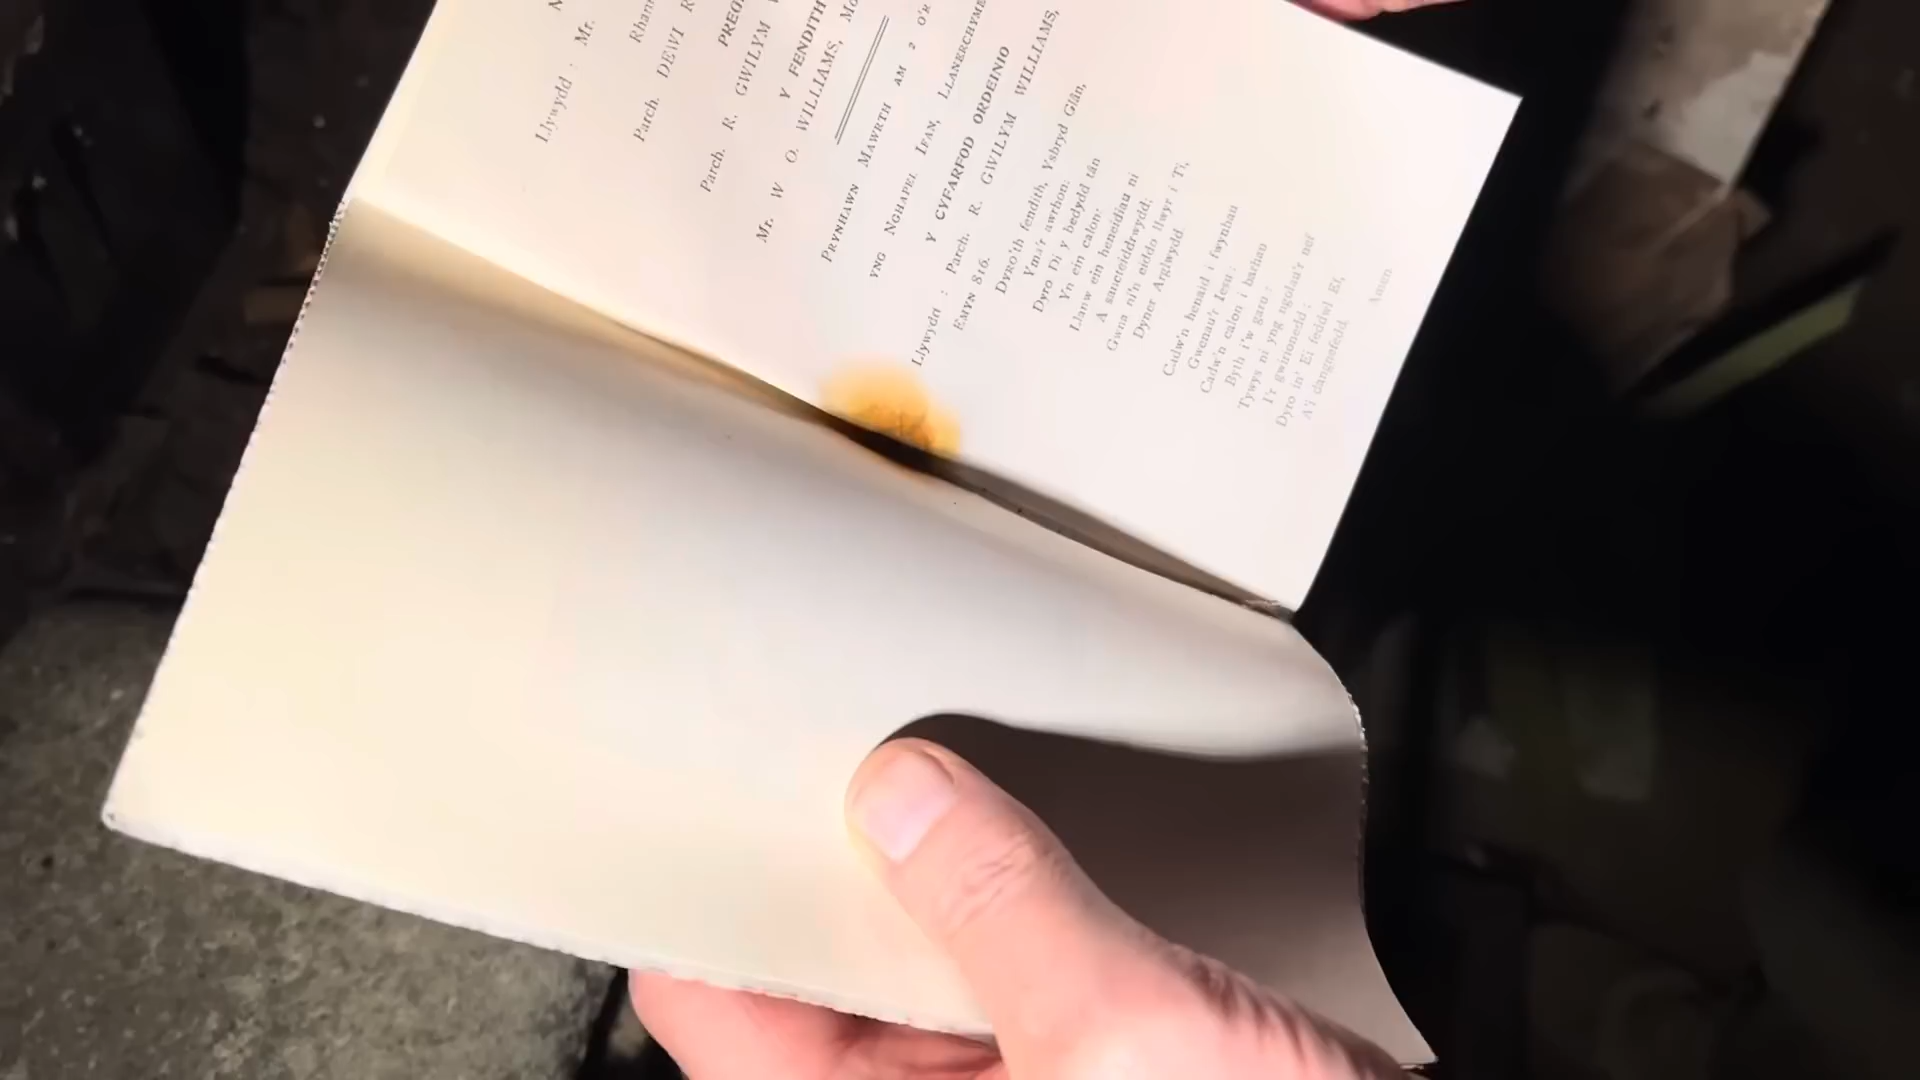 Llywydd : Mr.
Parch. DEWI
Parch. R. GWILYM
Y FENDITH
Mr. W O. WILLIAMS,
PRYNHAWN MAWRTH AM 2 O'R
YNG NGHAPEL IFAN,
Y CYFARFOD ORDEINIO
Llywydd : Parch. R. GWILYM WILLIAMS,
EMYN 816.
Dyro'th fendith, Ysbryd Glân,
Yma'r awrhon:
Dyro Di y bedydd tân
Yn ein calon:
Llanw ein heneidiau ni
A sancteiddrwydd;
Gwna ni'n eiddo llwyr i Ti,
Dyner Arglwydd.
Cadw'n henaid i fwynhau
Gwenau'r Iesu:
Cadw'n calon i barhau
Byth i'w garu:
Tywys ni yng ngolau'r nef
I'r gwirionedd;
Dyro in' Ei feddwl Ef,
A'i dangnefedd. Amen